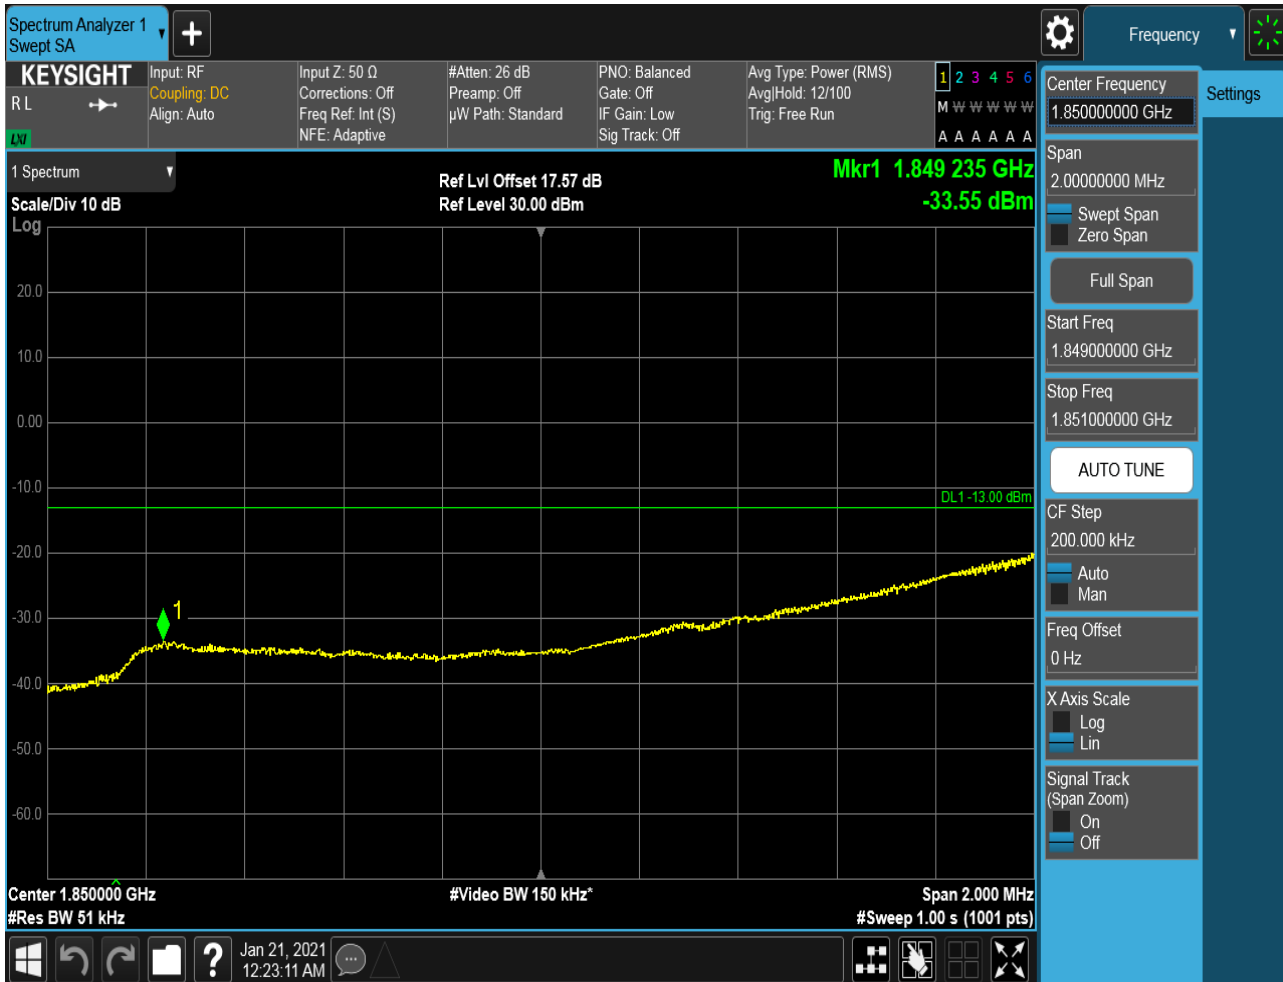 Spectrum Analyzer 1
Swept SA
Frequency
KEYSIGHT
R L
LXI
Input: RF
Coupling: DC
Align: Auto
Input Z: 50 Ω
Corrections: Off
Freq Ref: Int (S)
NFE: Adaptive
#Atten: 26 dB
Preamp: Off
µW Path: Standard
PNO: Balanced
Gate: Off
IF Gain: Low
Sig Track: Off
Avg Type: Power (RMS)
Avg|Hold: 12/100
Trig: Free Run
1 2 3 4 5 6
M W W W W W
A A A A A A
1 Spectrum
Scale/Div 10 dB
Log
Ref Lvl Offset 17.57 dB
Ref Level 30.00 dBm
Mkr1 1.849 235 GHz
-33.55 dBm
20.0
10.0
0.00
-10.0
DL1 -13.00 dBm
-20.0
-30.0
1
-40.0
-50.0
-60.0
Center 1.850000 GHz
#Video BW 150 kHz*
Span 2.000 MHz
#Res BW 51 kHz
#Sweep 1.00 s (1001 pts)
Center Frequency
1.850000000 GHz
Settings
Span
2.00000000 MHz
Swept Span
Zero Span
Full Span
Start Freq
1.849000000 GHz
Stop Freq
1.851000000 GHz
AUTO TUNE
CF Step
200.000 kHz
Auto
Man
Freq Offset
0 Hz
X Axis Scale
Log
Lin
Signal Track
(Span Zoom)
On
Off
?
Jan 21, 2021
12:23:11 AM